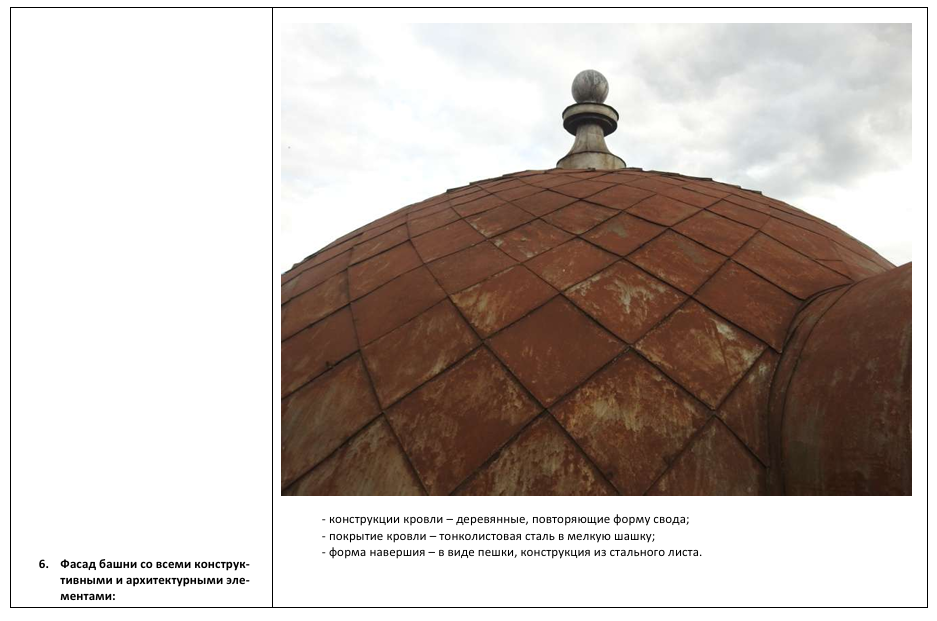 - конструкции кровли – деревянные, повторяющие форму свода;
- покрытие кровли – тонколистовая сталь в мелкую шашку;
- форма навершия – в виде пешки, конструкция из стального листа.
6. Фасад башни со всеми конструк-
тивными и архитектурными эле-
ментами: